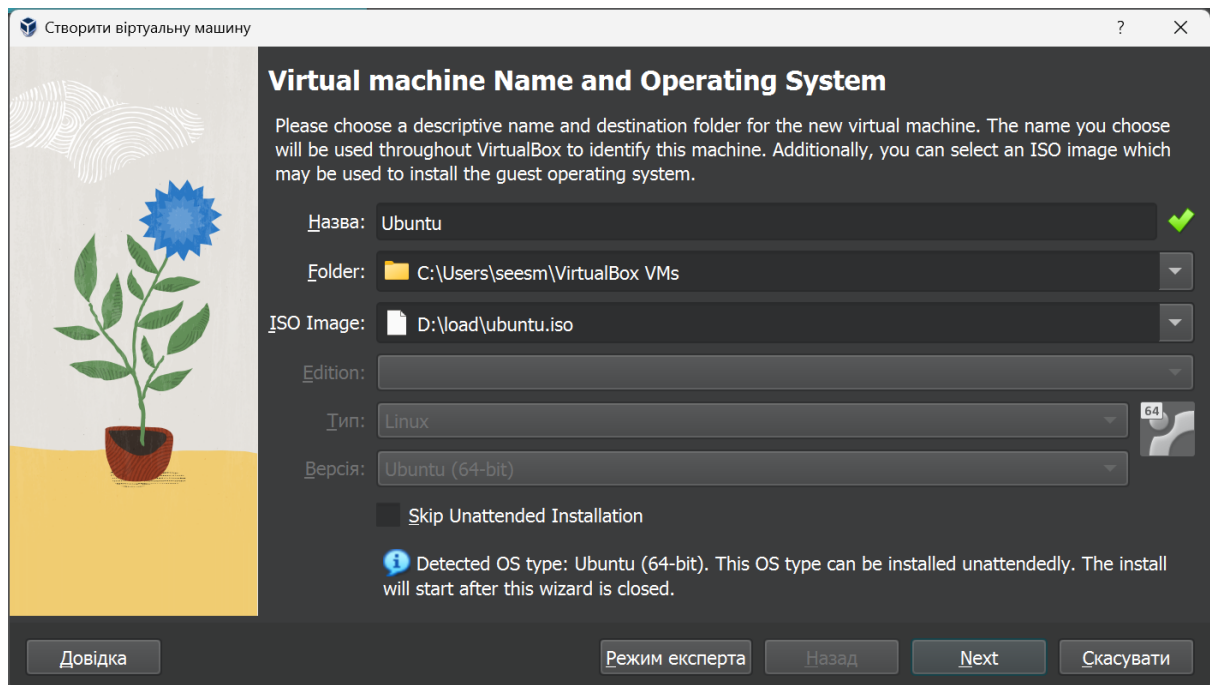 Створити віртуальну машину
?
Virtual machine Name and Operating System
Please choose a descriptive name and destination folder for the new virtual machine. The name you choose
will be used throughout VirtualBox to identify this machine. Additionally, you can select an ISO image which
may be used to install the guest operating system.
Назва: Ubuntu
Folder: C:\Users\seesm\VirtualBox VMs
ISO Image: D:\load\ubuntu.iso
Edition:
Тип: Linux
64
Версія: Ubuntu (64-bit)
Skip Unattended Installation
Detected OS type: Ubuntu (64-bit). This OS type can be installed unattendedly. The install
will start after this wizard is closed.
Довідка Режим експерта Назад Next Скасувати